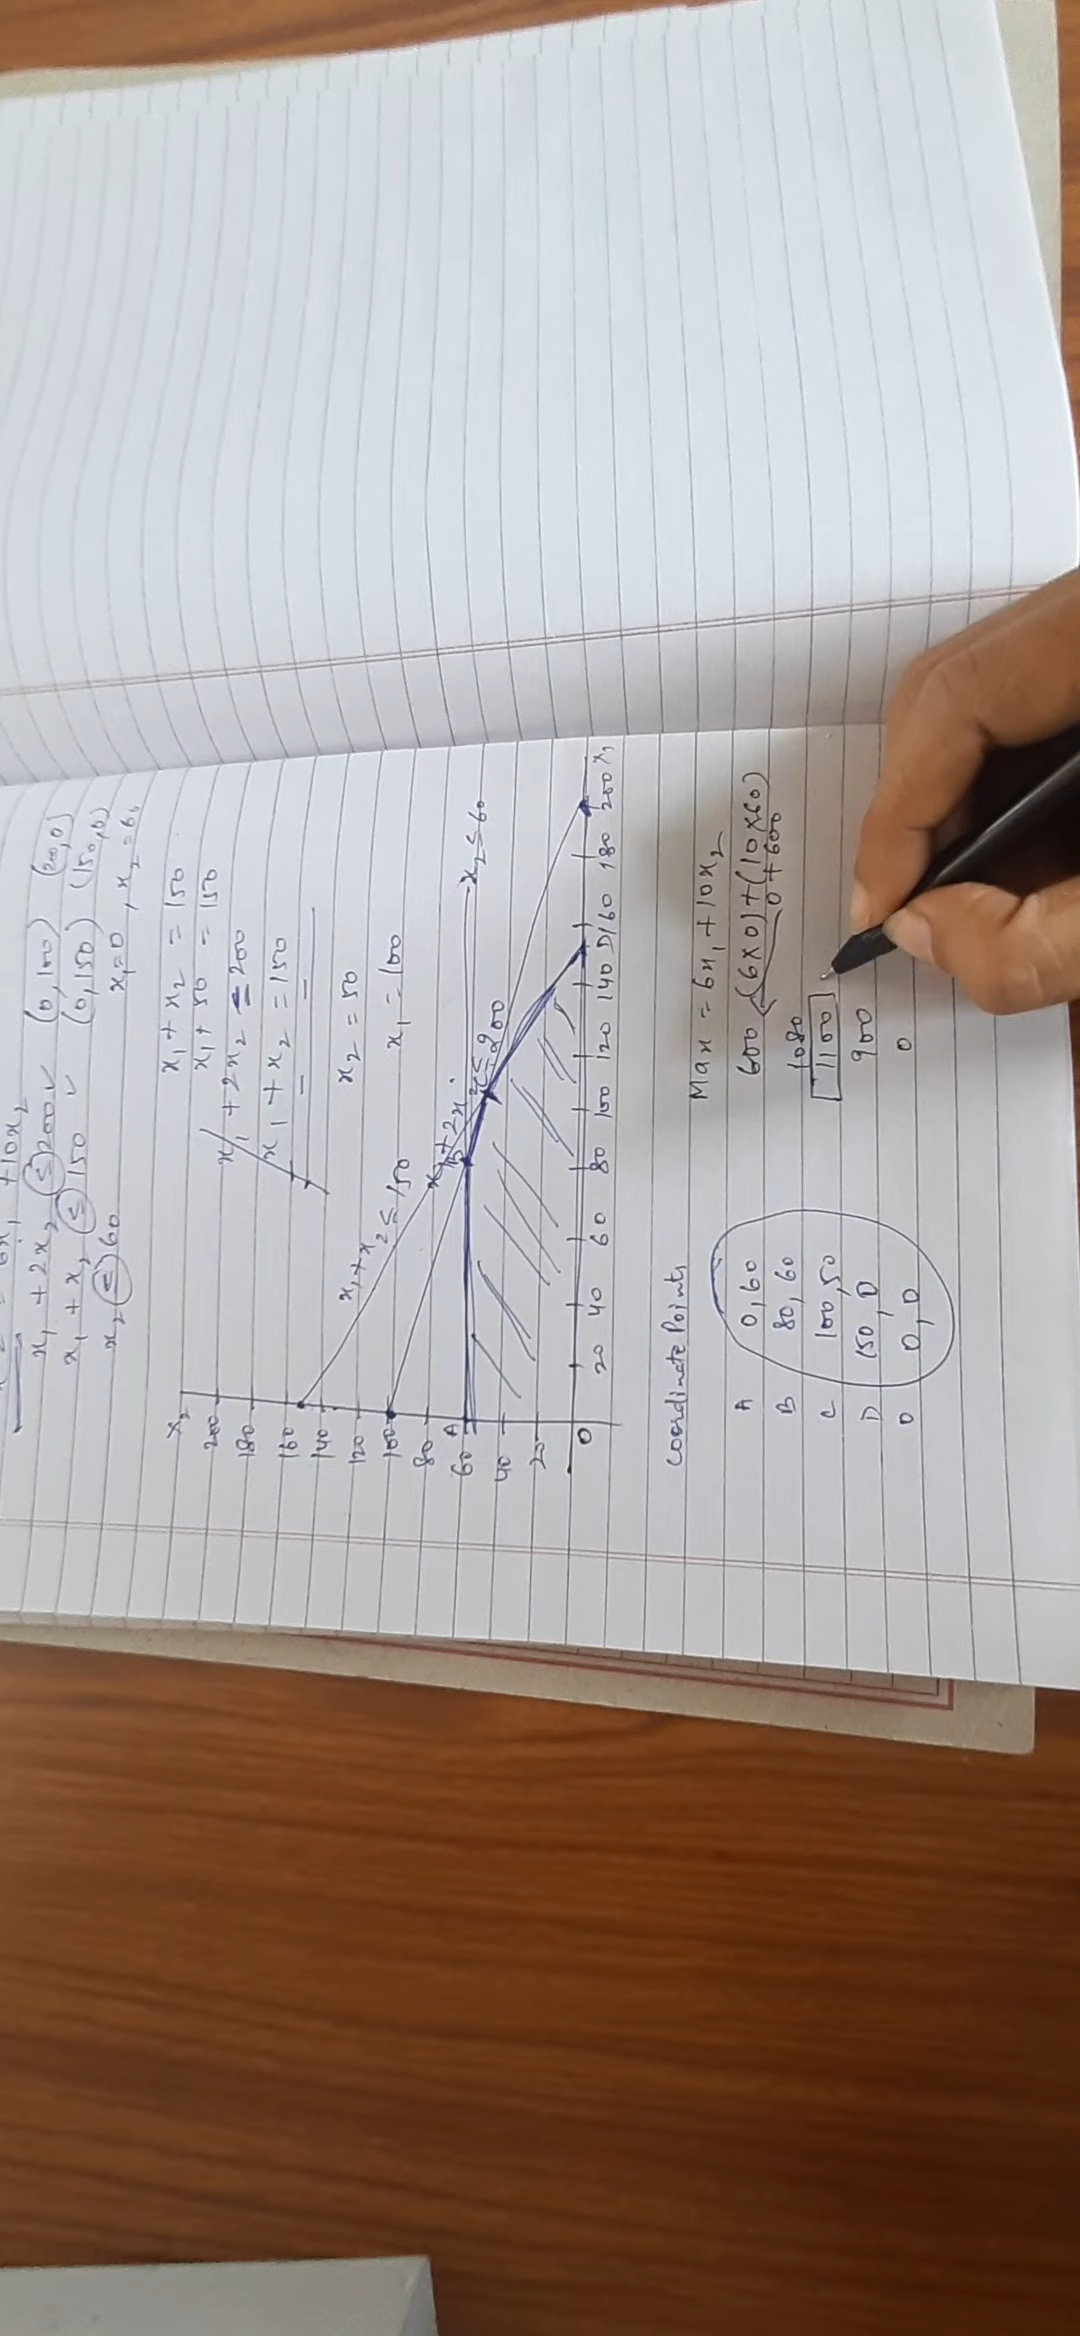 +10x₂
x₁ + 2x₂ ≤ 200 ✓ (0, 100) (200, 0)
x₁ + x₂ ≤ 150 ✓ (0, 150) (150, 0)
x₂ ≤ 60 x₁=0, x₂ = 60
x₁ + x₂ = 150
x₁ + 50 = 150
x₁ + 2x₂ = 200
x₁ + x₂ = 150
– – –
x₂ = 50
x₁ = 100
X₂
200
180
160
140
120
100
80
60 A
40
20
0
20 40 60 80 100 120 140 D 160 180 200 X₁
x₁ + x₂ ≤ 150
x₁ + 2x₂ ≤ 200
x₂ ≤ 60
B
C
Coordinate Points Max = 6x₁ + 10x₂
A 0, 60 600 (6 x 0) + (10 x 60)
0 + 600
B 80, 60 1080
C 100, 50 1100
D 150, 0 900
O 0, 0 0